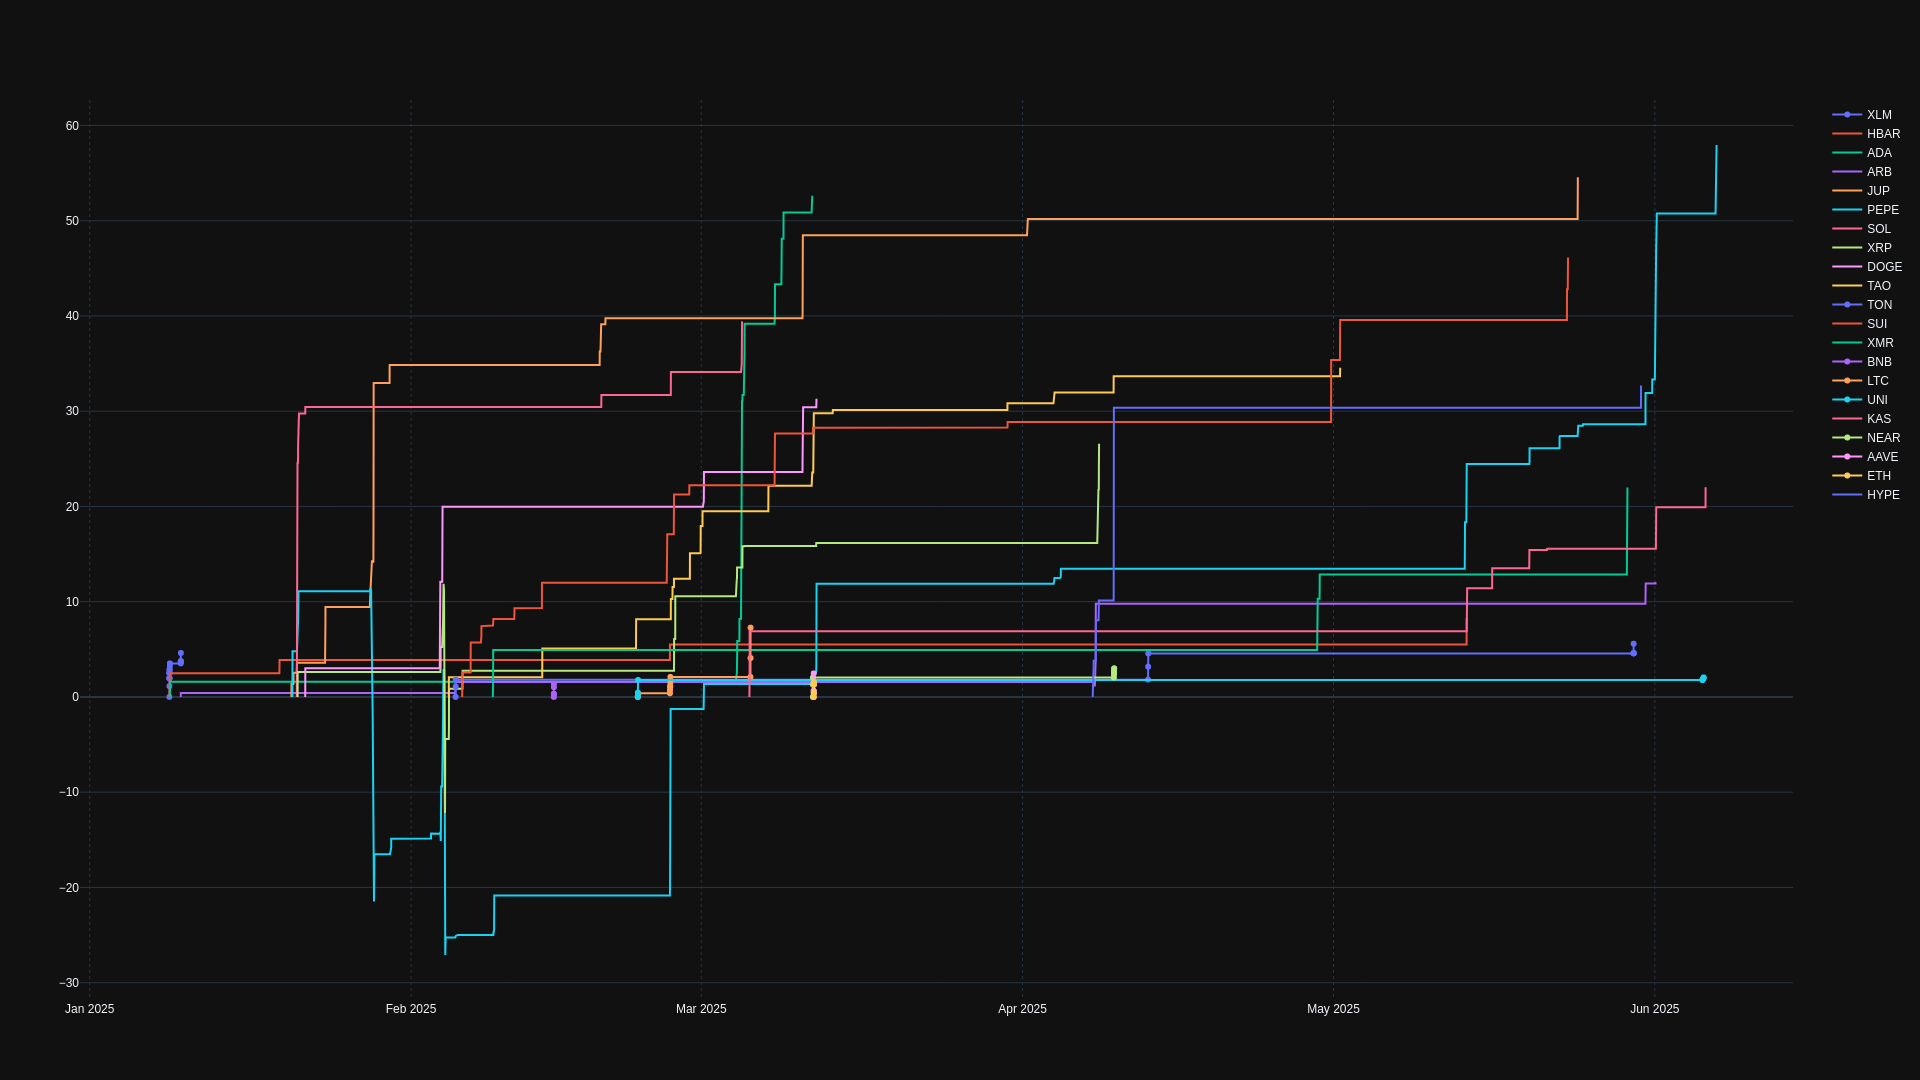 60
50
40
30
20
10
0
−10
−20
−30
Jan 2025
Feb 2025
Mar 2025
Apr 2025
May 2025
Jun 2025
XLM
HBAR
ADA
ARB
JUP
PEPE
SOL
XRP
DOGE
TAO
TON
SUI
XMR
BNB
LTC
UNI
KAS
NEAR
AAVE
ETH
HYPE